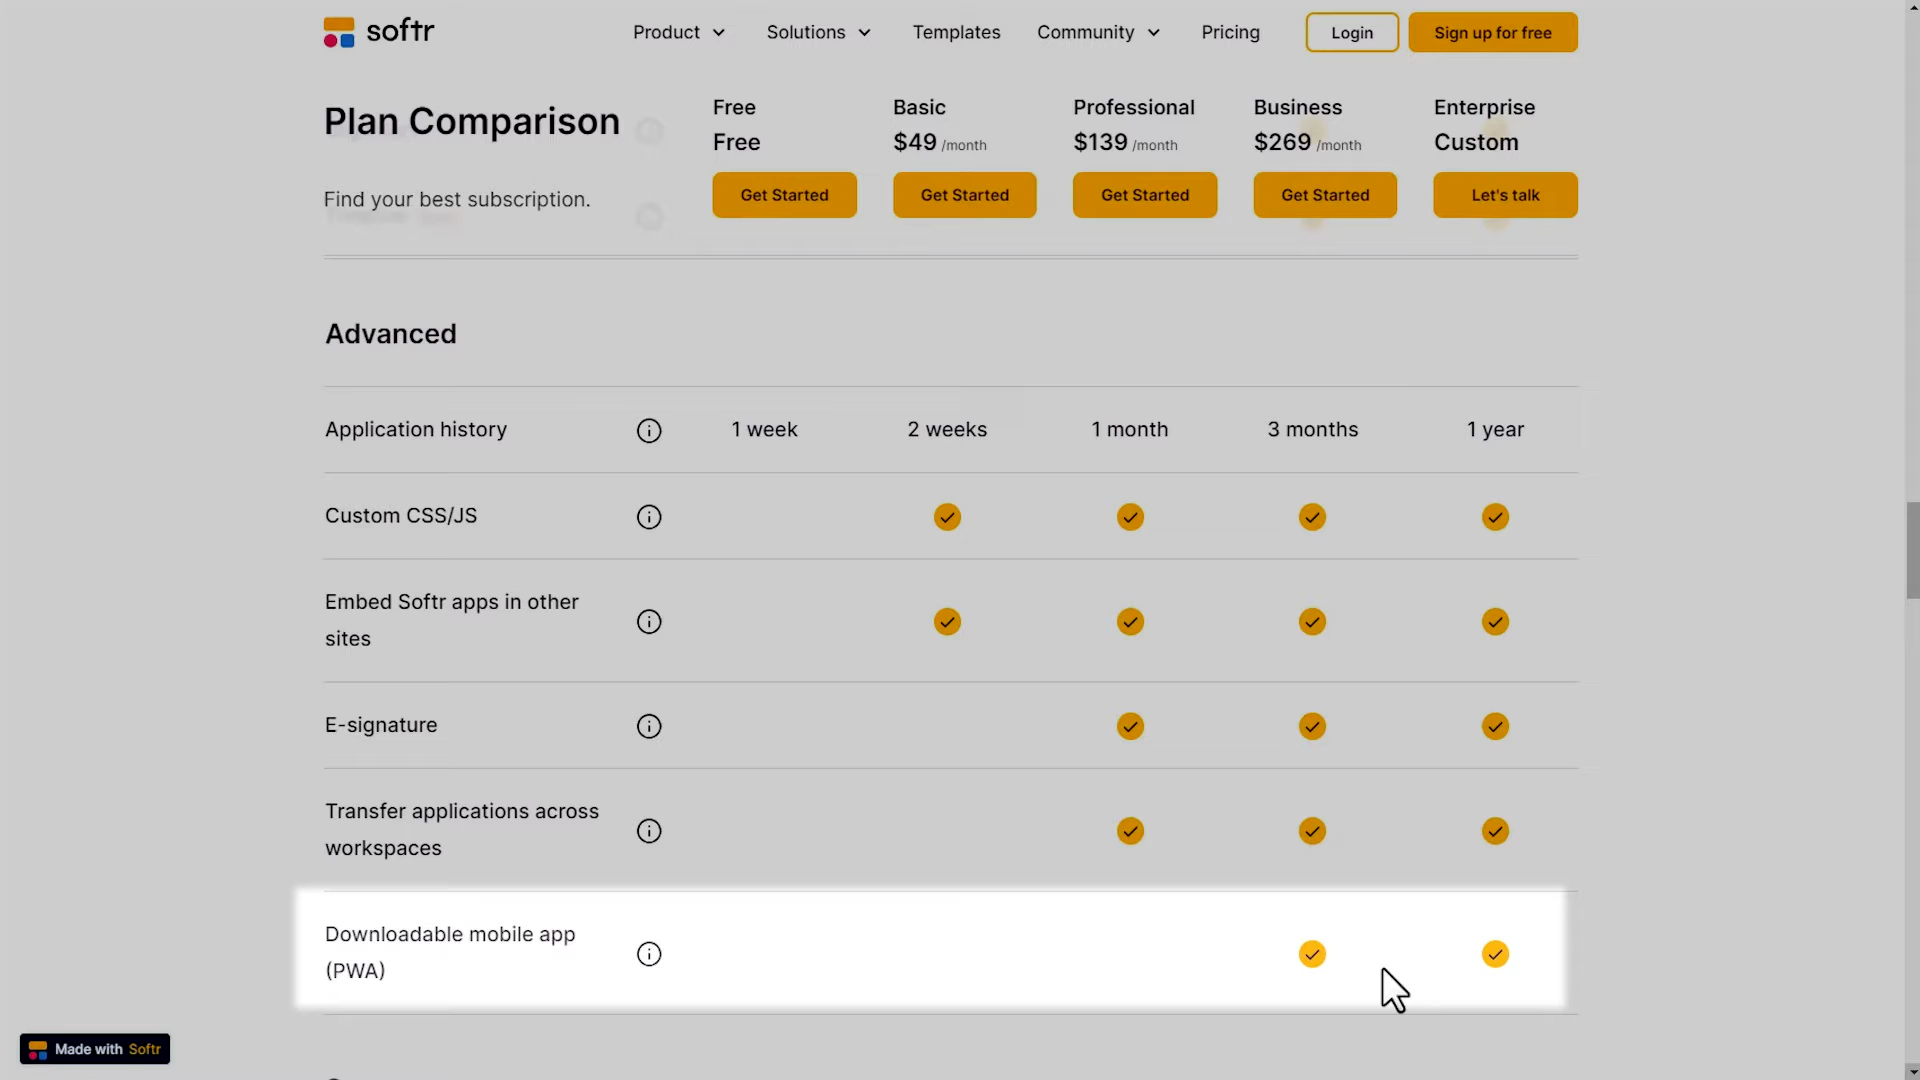 softr
Product Solutions Templates Community Pricing Login Sign up for free
Plan Comparison
Find your best subscription.
Free Basic Professional Business Enterprise
Free $49 /month $139 /month $269 /month Custom
Get Started Get Started Get Started Get Started Let's talk
Advanced
Application history 1 week 2 weeks 1 month 3 months 1 year
Custom CSS/JS
Embed Softr apps in other
sites
E-signature
Transfer applications across
workspaces
Downloadable mobile app
(PWA)
Made with Softr